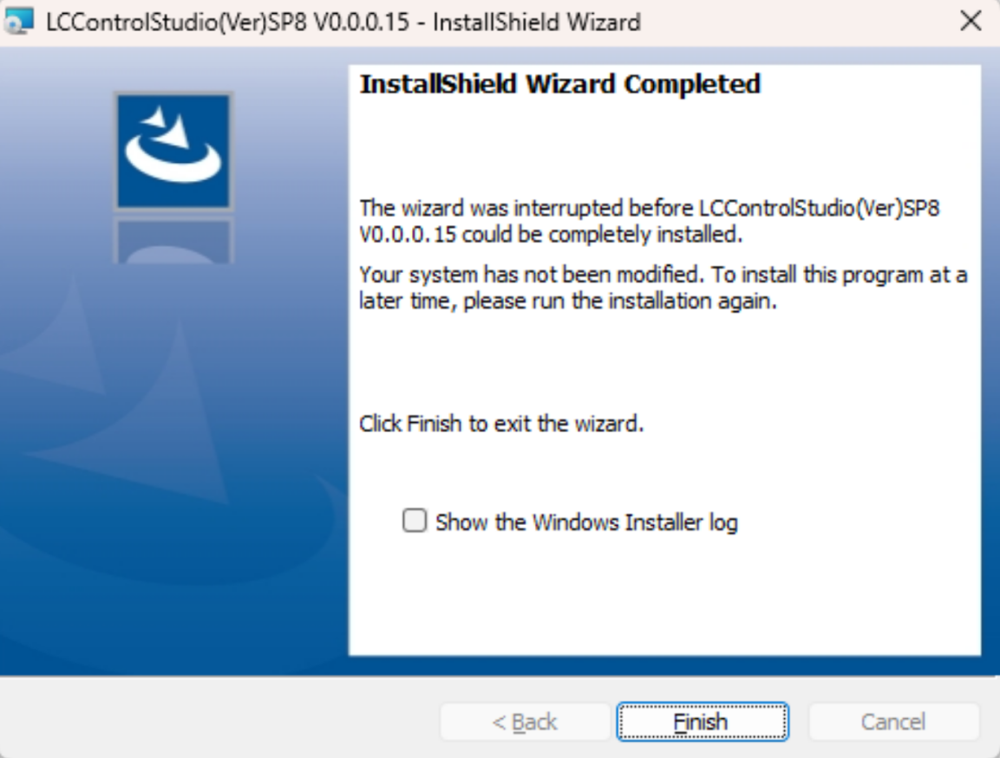 LCControlStudio(Ver)SP8 V0.0.0.15 - InstallShield Wizard
InstallShield Wizard Completed
The wizard was interrupted before LCControlStudio(Ver)SP8
V0.0.0.15 could be completely installed.
Your system has not been modified. To install this program at a
later time, please run the installation again.
Click Finish to exit the wizard.
Show the Windows Installer log
< Back
Finish
Cancel